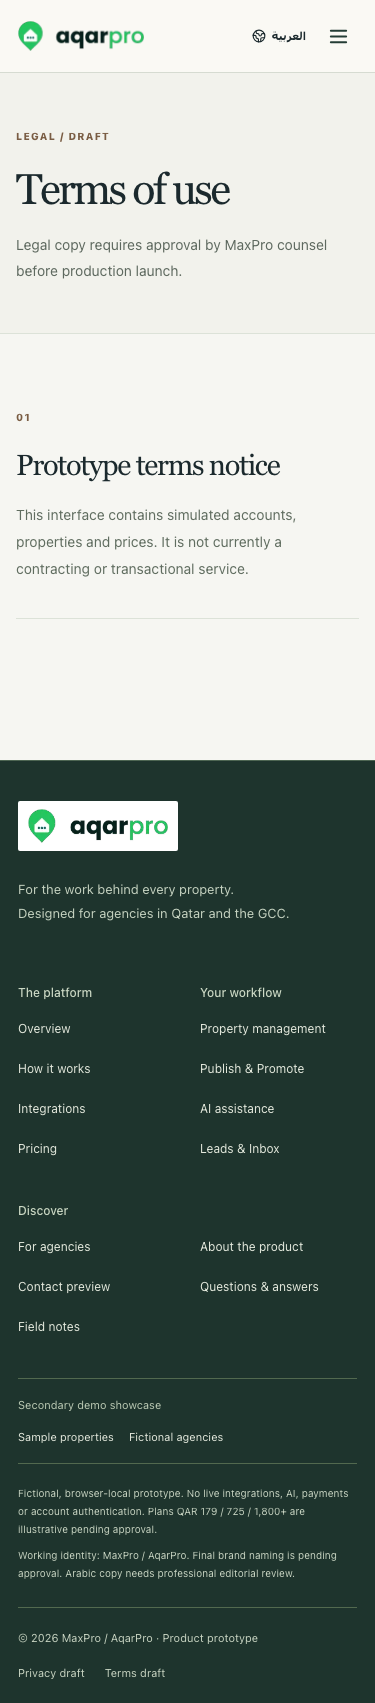 aqarpro
العربية
LEGAL / DRAFT
Terms of use
Legal copy requires approval by MaxPro counsel
before production launch.
01
Prototype terms notice
This interface contains simulated accounts,
properties and prices. It is not currently a
contracting or transactional service.
aqarpro
For the work behind every property.
Designed for agencies in Qatar and the GCC.
The platform
Overview
How it works
Integrations
Pricing
Your workflow
Property management
Publish & Promote
AI assistance
Leads & Inbox
Discover
For agencies
About the product
Contact preview
Questions & answers
Field notes
Secondary demo showcase
Sample properties Fictional agencies
Fictional, browser-local prototype. No live integrations, AI, payments
or account authentication. Plans QAR 179 / 725 / 1,800+ are
illustrative pending approval.
Working identity: MaxPro / AqarPro. Final brand naming is pending
approval. Arabic copy needs professional editorial review.
© 2026 MaxPro / AqarPro · Product prototype
Privacy draft Terms draft